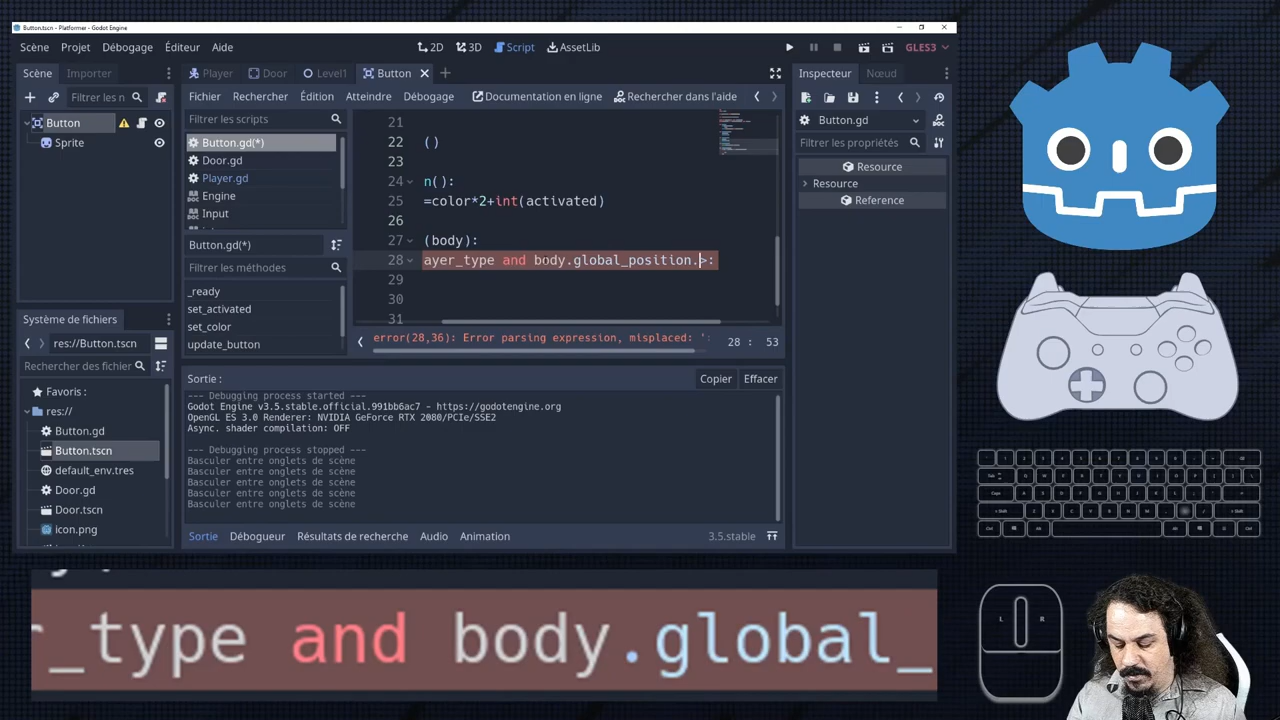 Button.tscn - Platformer - Godot Engine
Scène Projet Débogage Éditeur Aide
2D 3D Script AssetLib
GLES3
Scène Importer
Filtrer les n
Button
Sprite
Système de fichiers
res://Button.tscn
Rechercher des fichier
Favoris :
res://
Button.gd
Button.tscn
default_env.tres
Door.gd
Door.tscn
icon.png
Player Door Level1 Button
Fichier Rechercher Édition Atteindre Débogage Documentation en ligne Rechercher dans l'aide
Filtrer les scripts
Button.gd(*)
Door.gd
Player.gd
Engine
Input
Button.gd(*)
Filtrer les méthodes
_ready
set_activated
set_color
update_button
21
22 ()
23
24 n():
25 =color*2+int(activated)
26
27 (body):
28 ayer_type and body.global_position.>:
29
30
31
error(28,36): Error parsing expression, misplaced: ':
28 : 53
Sortie :
Copier Effacer
--- Debugging process started ---
Godot Engine v3.5.stable.official.991bb6ac7 - https://godotengine.org
OpenGL ES 3.0 Renderer: NVIDIA GeForce RTX 2080/PCIe/SSE2
Async. shader compilation: OFF
--- Debugging process stopped ---
Basculer entre onglets de scène
Basculer entre onglets de scène
Basculer entre onglets de scène
Basculer entre onglets de scène
Basculer entre onglets de scène
Sortie Débogueur Résultats de recherche Audio Animation
3.5.stable
Inspecteur Nœud
Button.gd
Filtrer les propriétés
Resource
Resource
Reference
_type and body.global_
L R